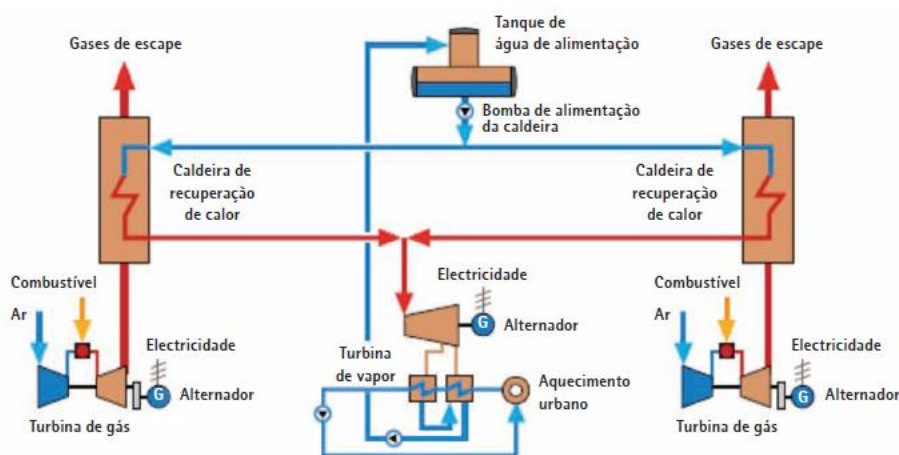 Gases de escape
Tanque de
água de alimentação
Gases de escape
Bomba de alimentação
da caldeira
Caldeira de
recuperação
de calor
Caldeira de
recuperação
de calor
Combustível
Ar
Electricidade
G
Alternador
Turbina de gás
Electricidade
G
Alternador
Turbina
de vapor
Aquecimento
urbano
Combustível
Ar
Electricidade
G
Alternador
Turbina de gás